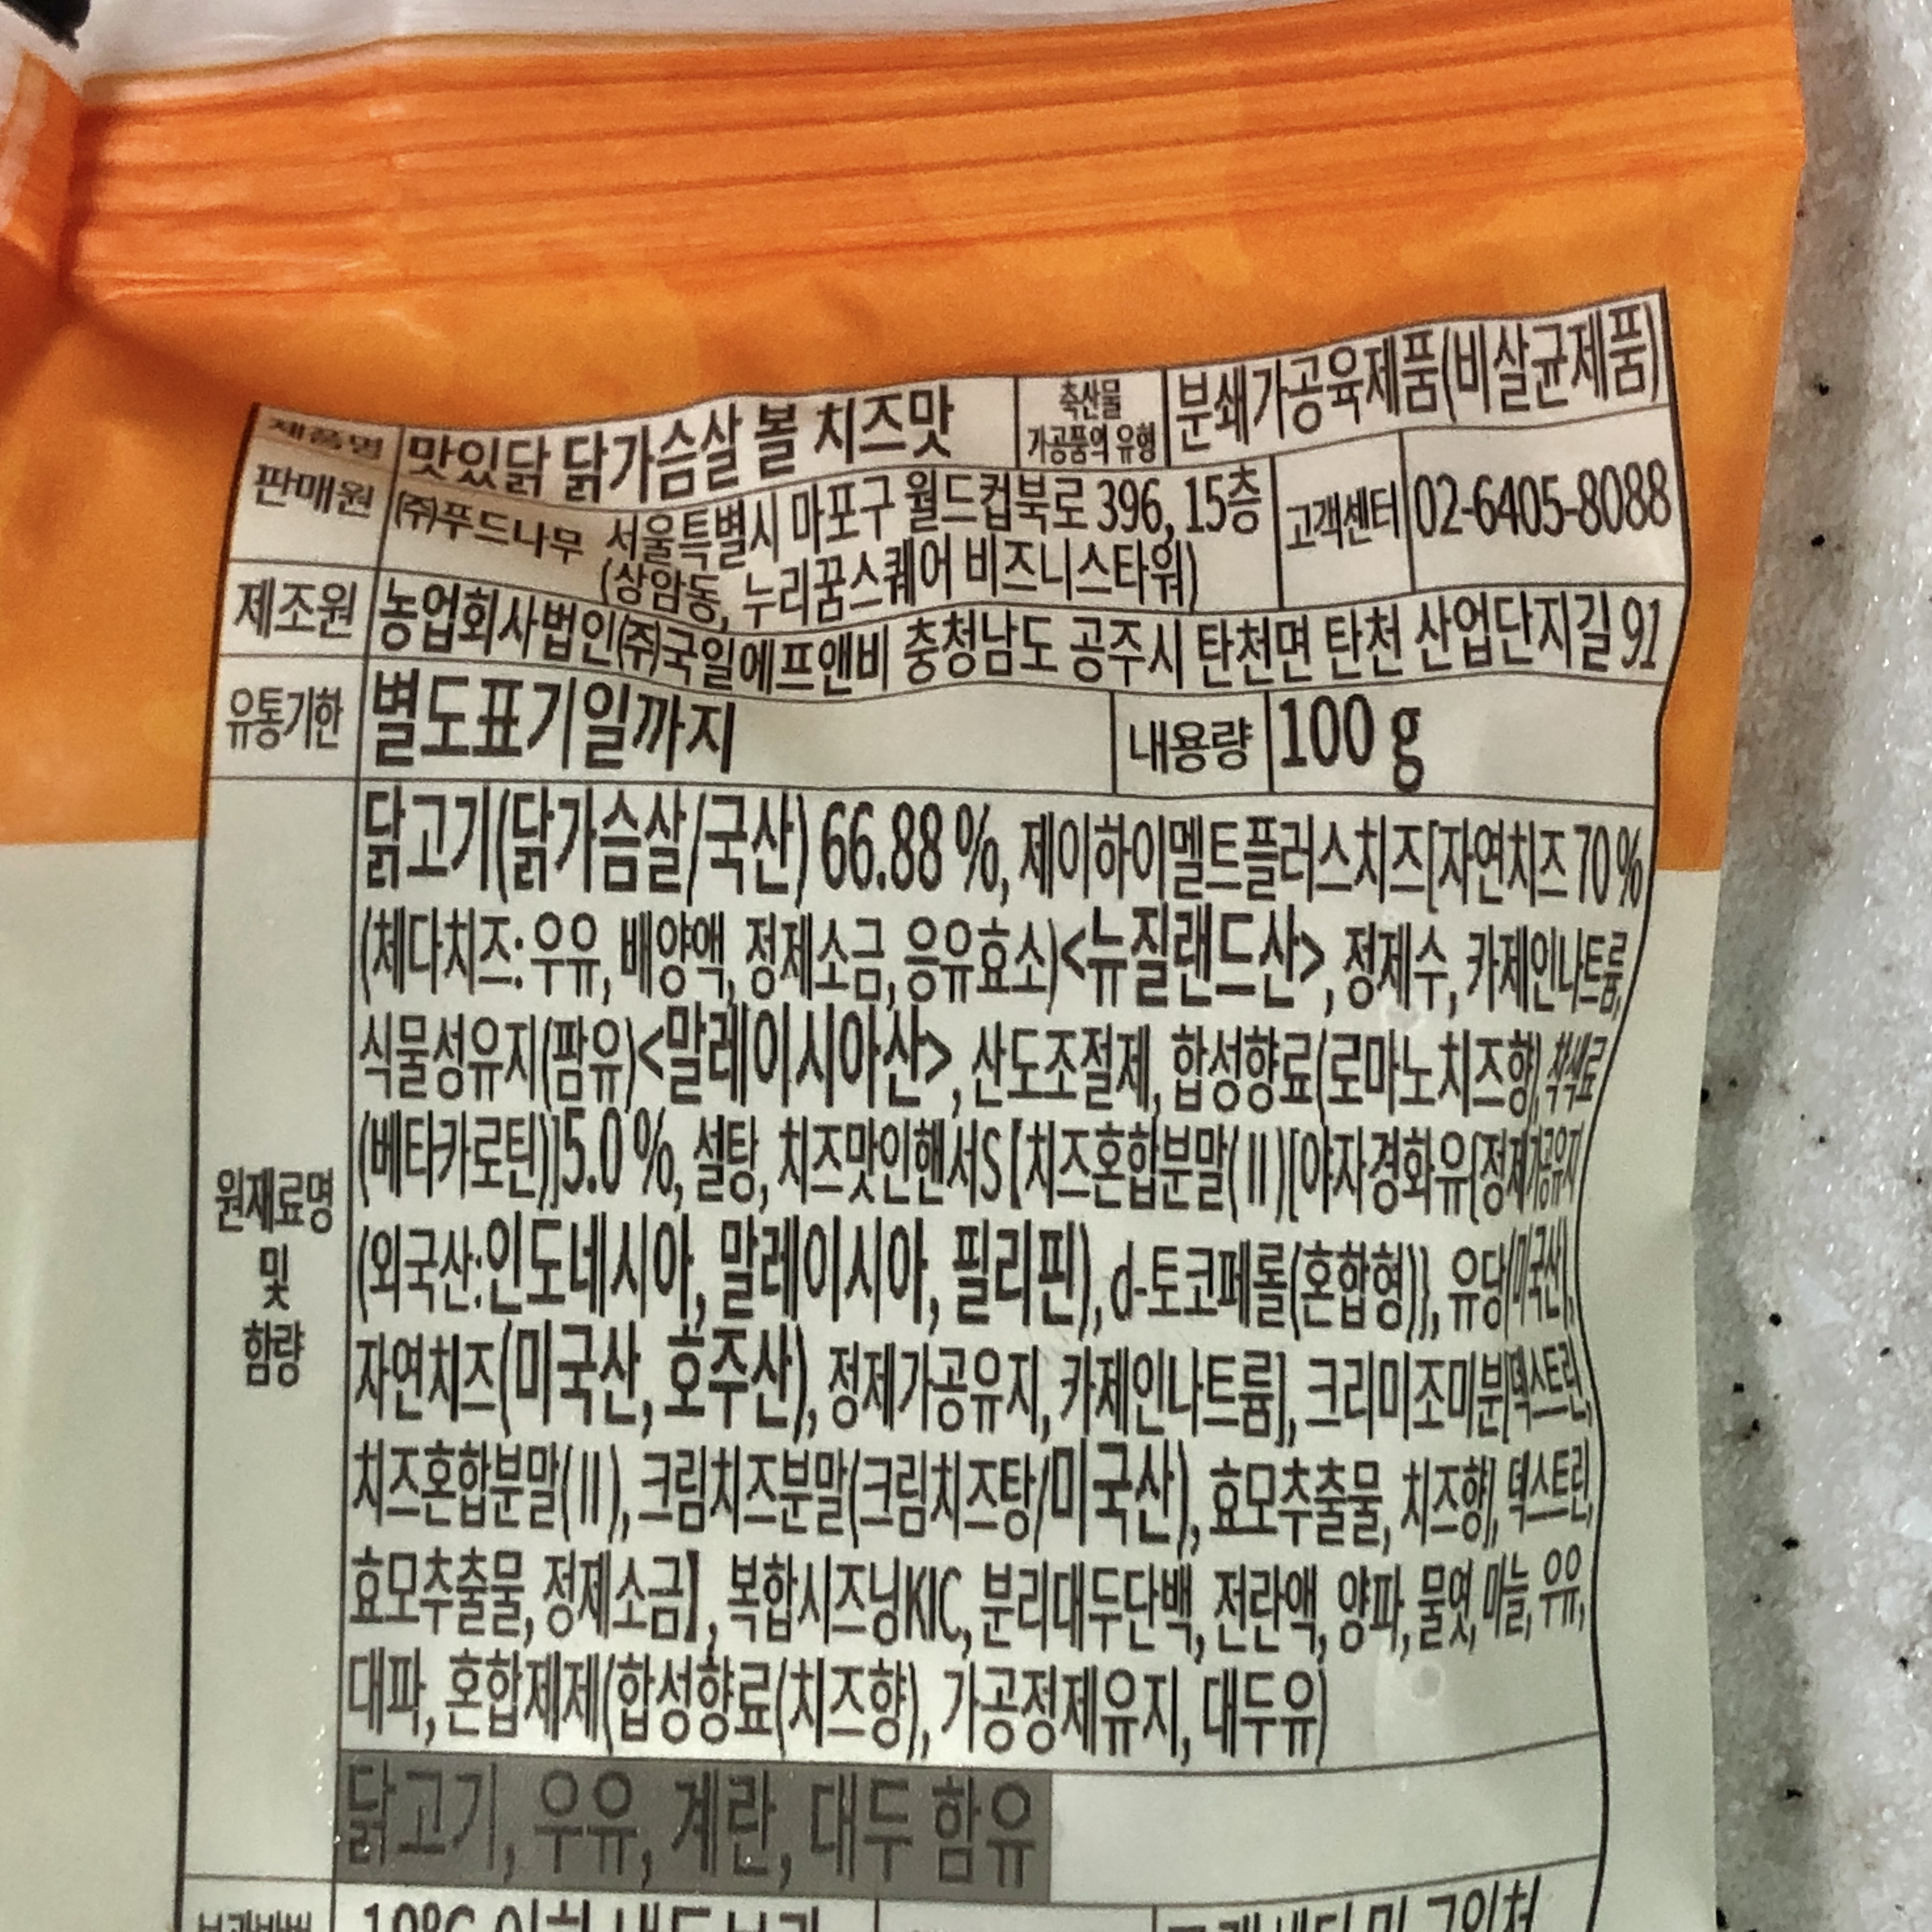 제품명 맛있닭 닭가슴살 볼 치즈맛 축산물 가공품의 유형 분쇄가공육제품(비살균제품)
판매원 ㈜푸드나무 서울특별시 마포구 월드컵북로 396, 15층 고객센터 02-6405-8088
(상암동, 누리꿈스퀘어 비즈니스타워)
제조원 농업회사법인㈜국일에프앤비 충청남도 공주시 탄천면 탄천 산업단지길 91
유통기한 별도표기일까지 내용량 100 g
원재료명
및
함량
닭고기(닭가슴살/국산) 66.88 %, 제이하이멜트플러스치즈[자연치즈 70 %
(체다치즈: 우유, 배양액, 정제소금, 응유효소)<뉴질랜드산>, 정제수, 카제인나트륨,
식물성유지(팜유)<말레이시아산>, 산도조절제, 합성향료(로마노치즈향), 착색료
(베타카로틴)]5.0 %, 설탕, 치즈맛인핸서S【치즈혼합분말(Ⅱ)[야자경화유{정제가공유지
(외국산:인도네시아, 말레이시아, 필리핀), d-토코페롤(혼합형)}, 유당(미국산),
자연치즈(미국산, 호주산), 정제가공유지, 카제인나트륨], 크리미조미분[덱스트린,
치즈혼합분말(Ⅱ), 크림치즈분말(크림치즈탕/미국산), 효모추출물, 치즈향], 덱스트린,
효모추출물, 정제소금】, 복합시즈닝KIC, 분리대두단백, 전란액, 양파, 물엿, 마늘, 우유,
대파, 혼합제제(합성향료(치즈향), 가공정제유지, 대두유)
닭고기, 우유, 계란, 대두 함유